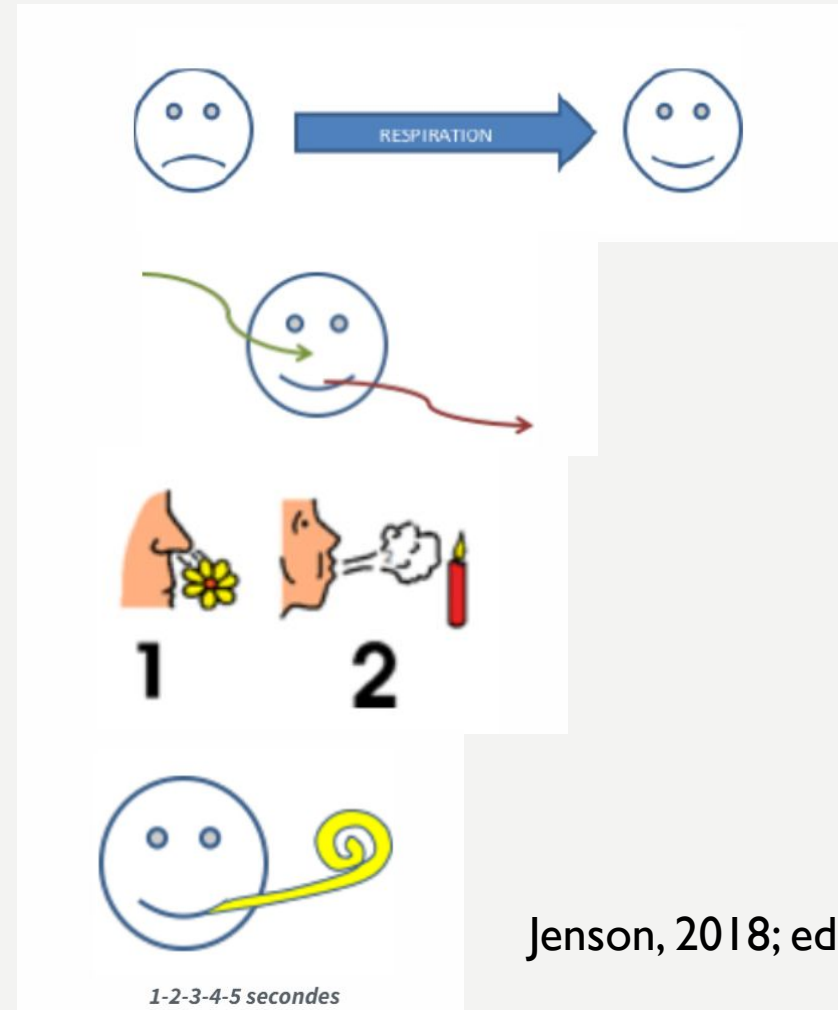 RESPIRATION
1 2
Jenson, 2018; ed
1-2-3-4-5 secondes